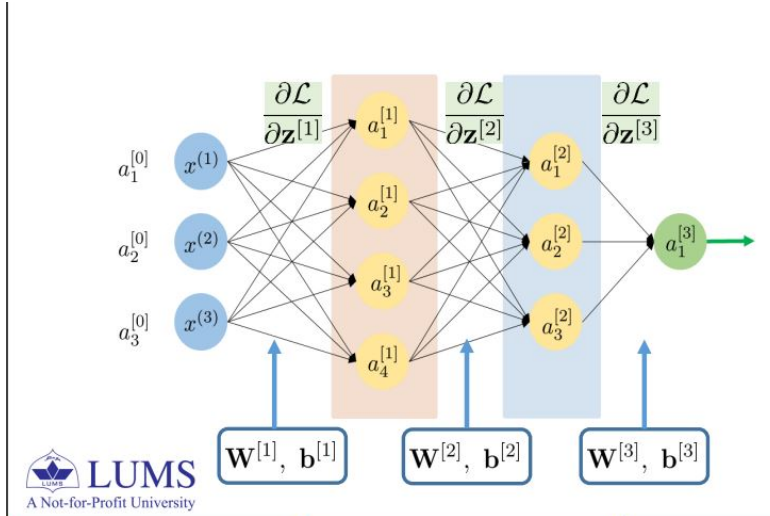 ∂ℒ/∂𝐳^[1] ∂ℒ/∂𝐳^[2] ∂ℒ/∂𝐳^[3]
a_1^[0] x^(1) a_1^[1] a_1^[2]
a_2^[0] x^(2) a_2^[1] a_2^[2] a_1^[3]
a_3^[0] x^(3) a_3^[1] a_3^[2]
a_4^[1]
𝐖^[1], 𝐛^[1] 𝐖^[2], 𝐛^[2] 𝐖^[3], 𝐛^[3]
LUMS
LUMS
A Not-for-Profit University